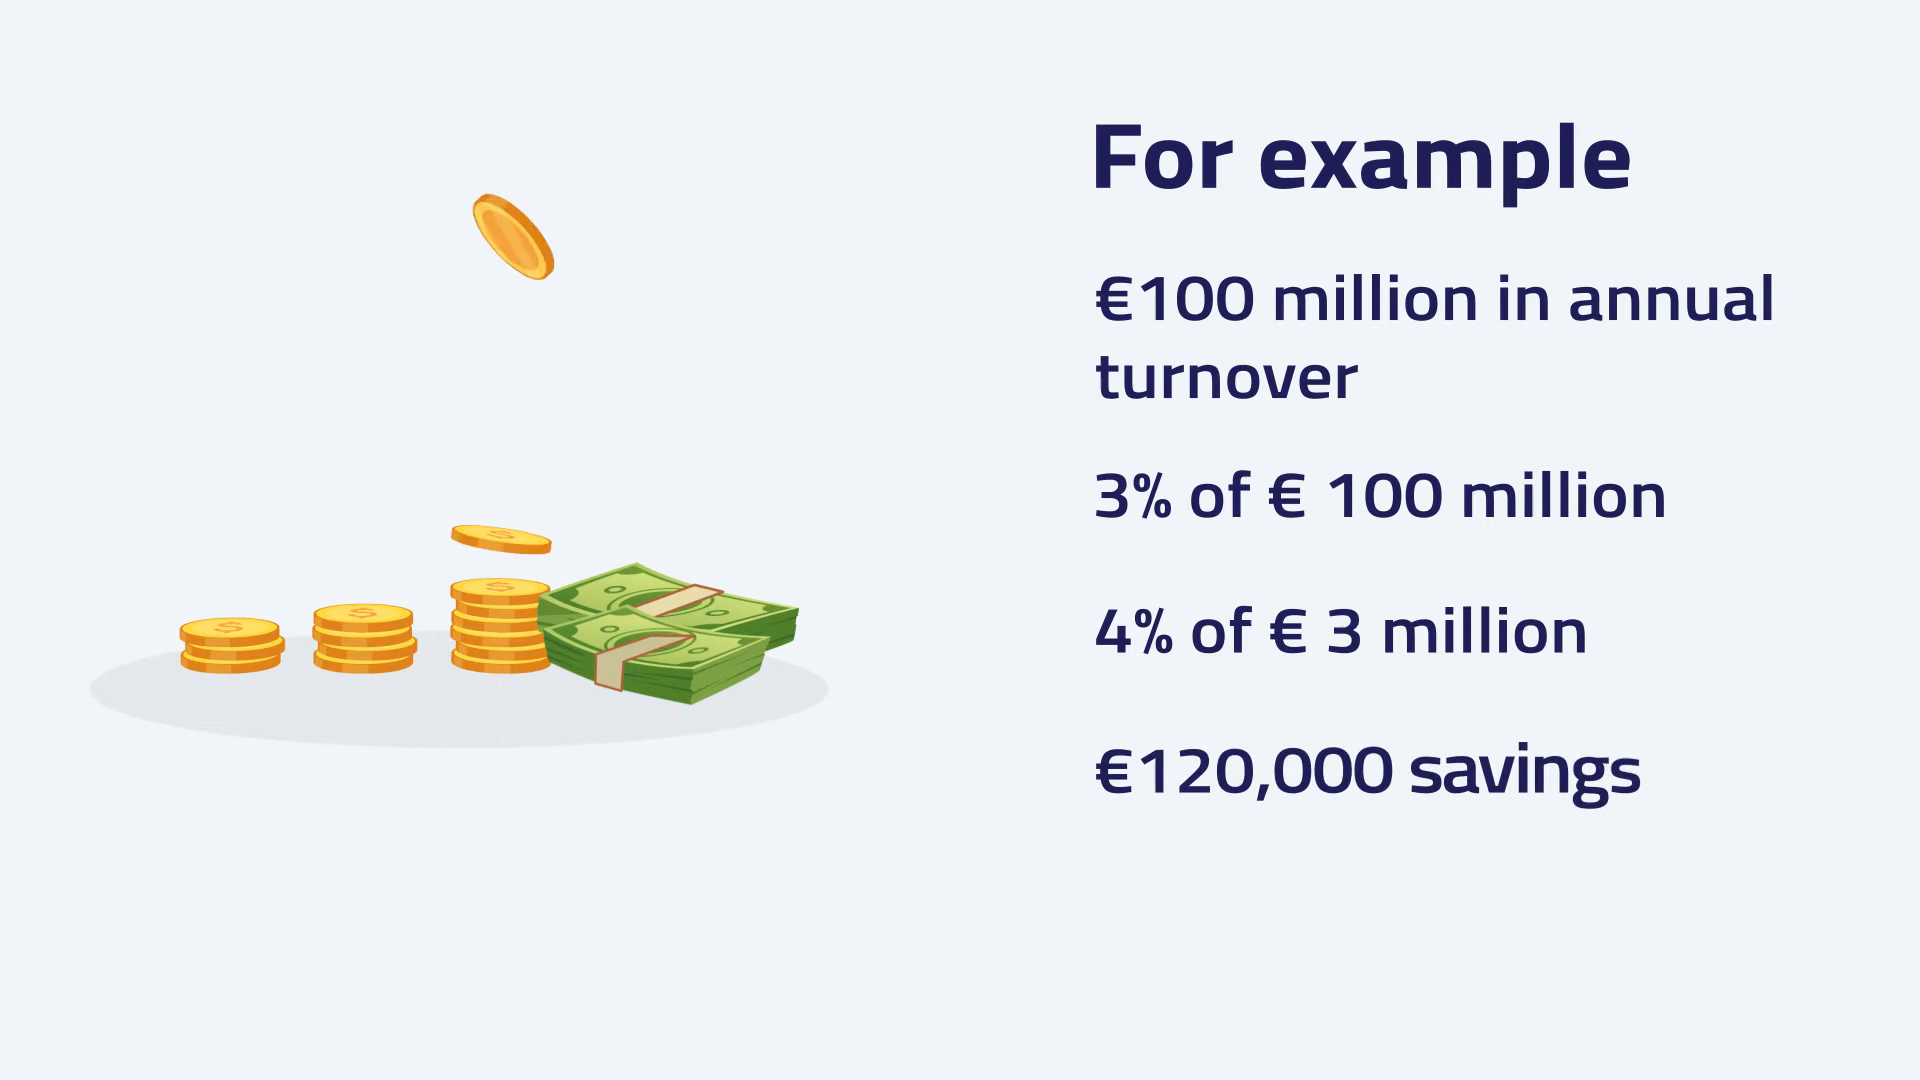 For example
€100 million in annual
turnover
3% of € 100 million
4% of € 3 million
€120,000 savings